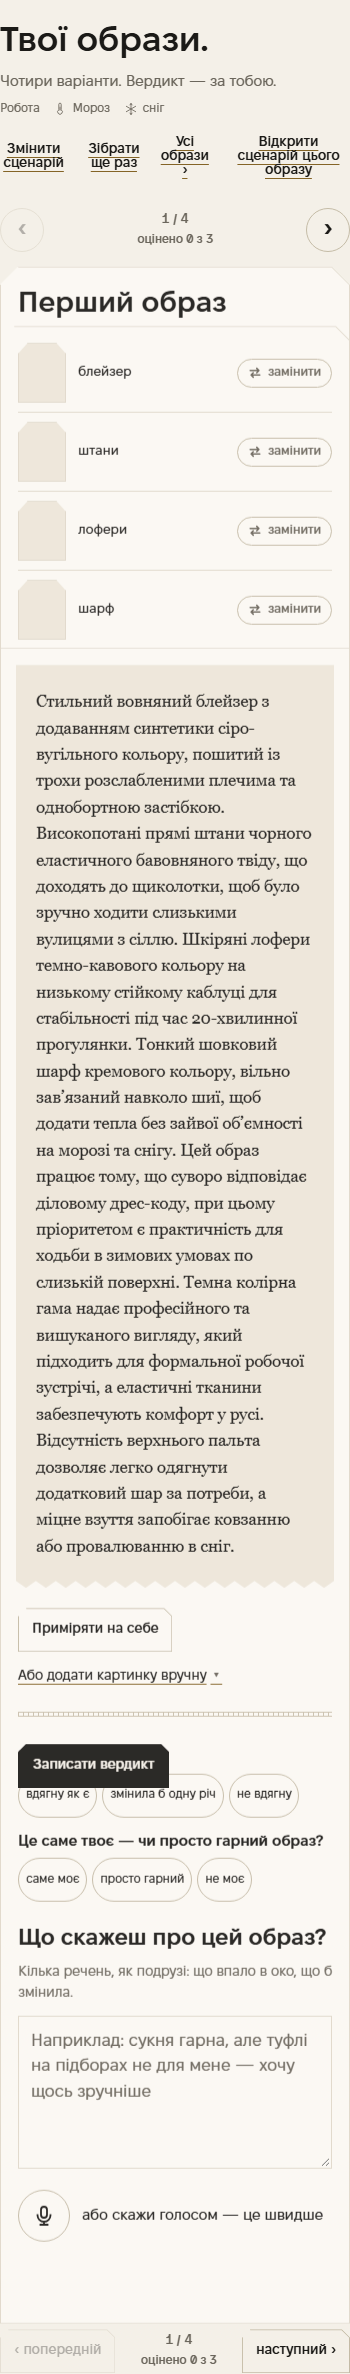 Твої образи.
Чотири варіанти. Вердикт — за тобою.
Робота Мороз сніг
Змінити
сценарій
Зібрати
ще раз
Усі
образи
›
Відкрити
сценарій цього
образу
‹
1 / 4
оцінено 0 з 3
›
Перший образ
блейзер
замінити
штани
замінити
лофери
замінити
шарф
замінити
Стильний вовняний блейзер з
додаванням синтетики сіро-
вугільного кольору, пошитий із
трохи розслабленими плечима та
однобортною застібкою.
Високопотані прямі штани чорного
еластичного бавовняного твіду, що
доходять до щиколотки, щоб було
зручно ходити слизькими
вулицями з сіллю. Шкіряні лофери
темно-кавового кольору на
низькому стійкому каблуці для
стабільності під час 20-хвилинної
прогулянки. Тонкий шовковий
шарф кремового кольору, вільно
зав’язаний навколо шиї, щоб
додати тепла без зайвої об’ємності
на морозі та снігу. Цей образ
працює тому, що суворо відповідає
діловому дрес-коду, при цьому
пріоритетом є практичність для
ходьби в зимових умовах по
слизькій поверхні. Темна колірна
гама надає професійного та
вишуканого вигляду, який
підходить для формальної робочої
зустрічі, а еластичні тканини
забезпечують комфорт у русі.
Відсутність верхнього пальта
дозволяє легко одягнути
додатковий шар за потреби, а
міцне взуття запобігає ковзанню
або провалюванню в сніг.
Приміряти на себе
Або додати картинку вручну
Записати вердикт
вдягну як є
змінила б одну річ
не вдягну
Це саме твоє — чи просто гарний образ?
саме моє
просто гарний
не моє
Що скажеш про цей образ?
Кілька речень, як подрузі: що впало в око, що б
змінила.
Наприклад: сукня гарна, але туфлі
на підборах не для мене — хочу
щось зручніше
або скажи голосом — це швидше
‹ попередній
1 / 4
оцінено 0 з 3
наступний ›